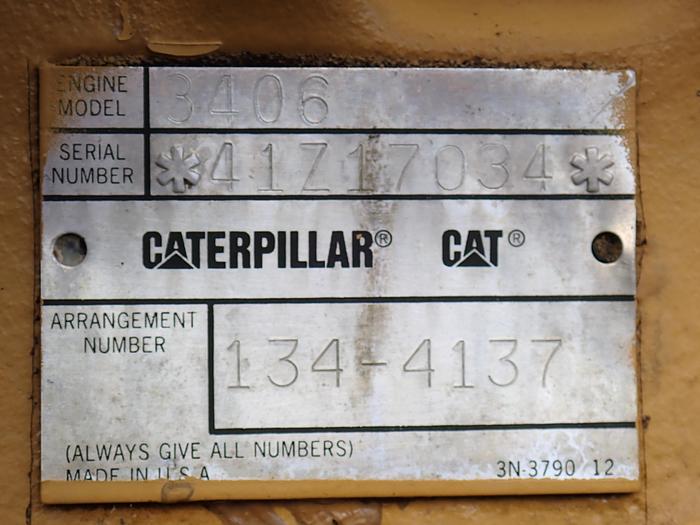 ENGINE MODEL 3406
SERIAL NUMBER *41Z17034*
CATERPILLAR® CAT®
ARRANGEMENT NUMBER 134-4137
(ALWAYS GIVE ALL NUMBERS)
MADE IN U.S.A. 3N-3790 12